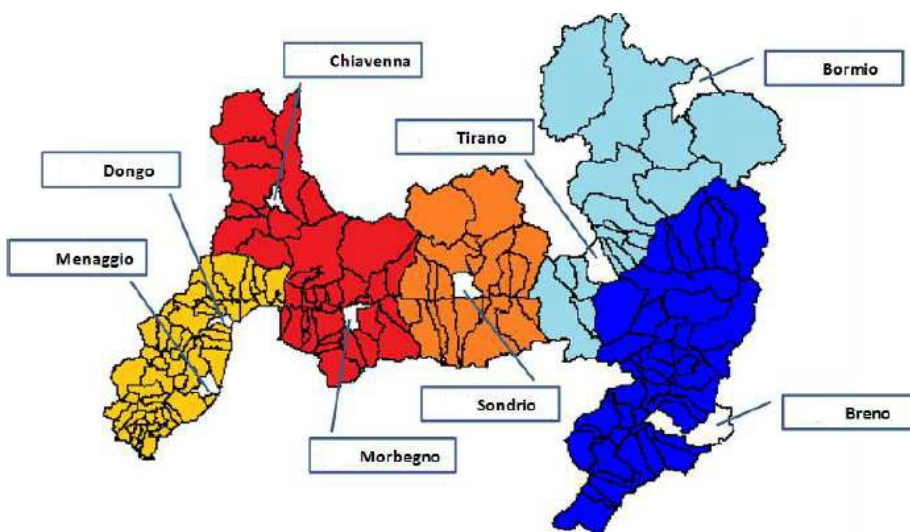 Chiavenna
Bormio
Tirano
Dongo
Menaggio
Sondrio
Breno
Morbegno